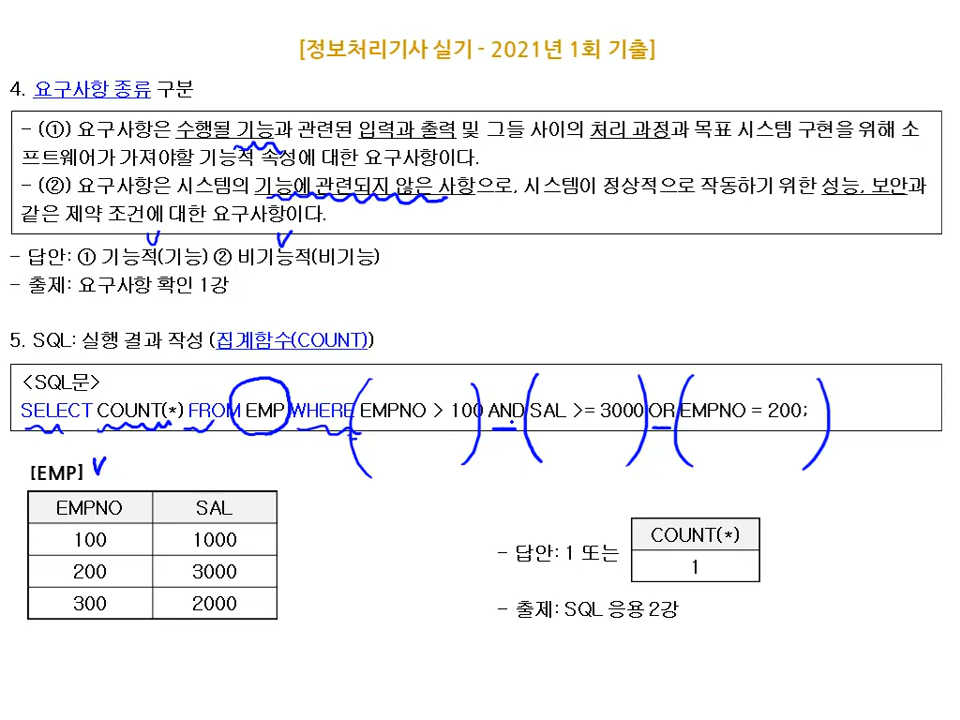 [정보처리기사 실기 - 2021년 1회 기출]
4. 요구사항 종류 구분
- (①) 요구사항은 수행될 기능과 관련된 입력과 출력 및 그들 사이의 처리 과정과 목표 시스템 구현을 위해 소
프트웨어가 가져야할 기능적 속성에 대한 요구사항이다.
- (②) 요구사항은 시스템의 기능에 관련되지 않은 사항으로, 시스템이 정상적으로 작동하기 위한 성능, 보안과
같은 제약 조건에 대한 요구사항이다.
- 답안: ① 기능적(기능) ② 비기능적(비기능)
- 출제: 요구사항 확인 1강
5. SQL: 실행 결과 작성 (집계함수(COUNT))
<SQL문>
SELECT COUNT(*) FROM EMP WHERE EMPNO > 100 AND SAL >= 3000 OR EMPNO = 200;
[EMP]
EMPNO SAL
100 1000
200 3000
300 2000
- 답안: 1 또는
COUNT(*)
1
- 출제: SQL 응용 2강